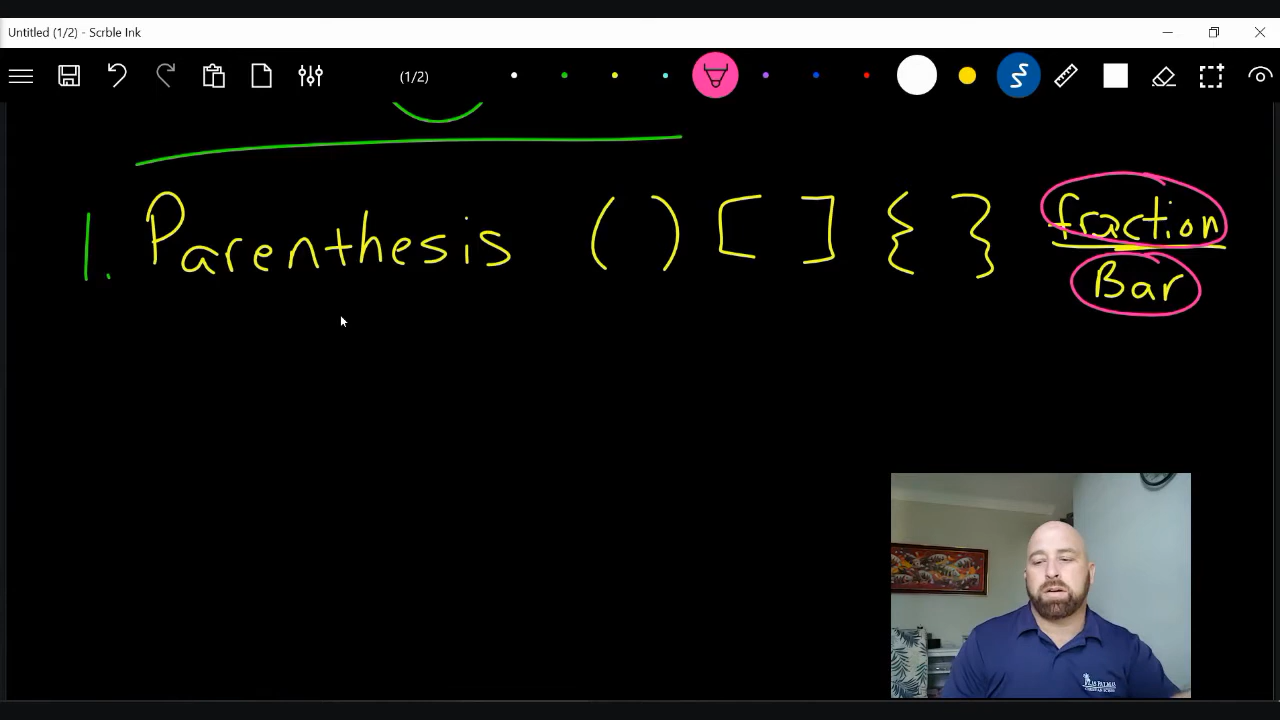 Untitled (1/2) - Scrble Ink
(1/2)
1. Parenthesis ( ) [ ] { } fraction
Bar